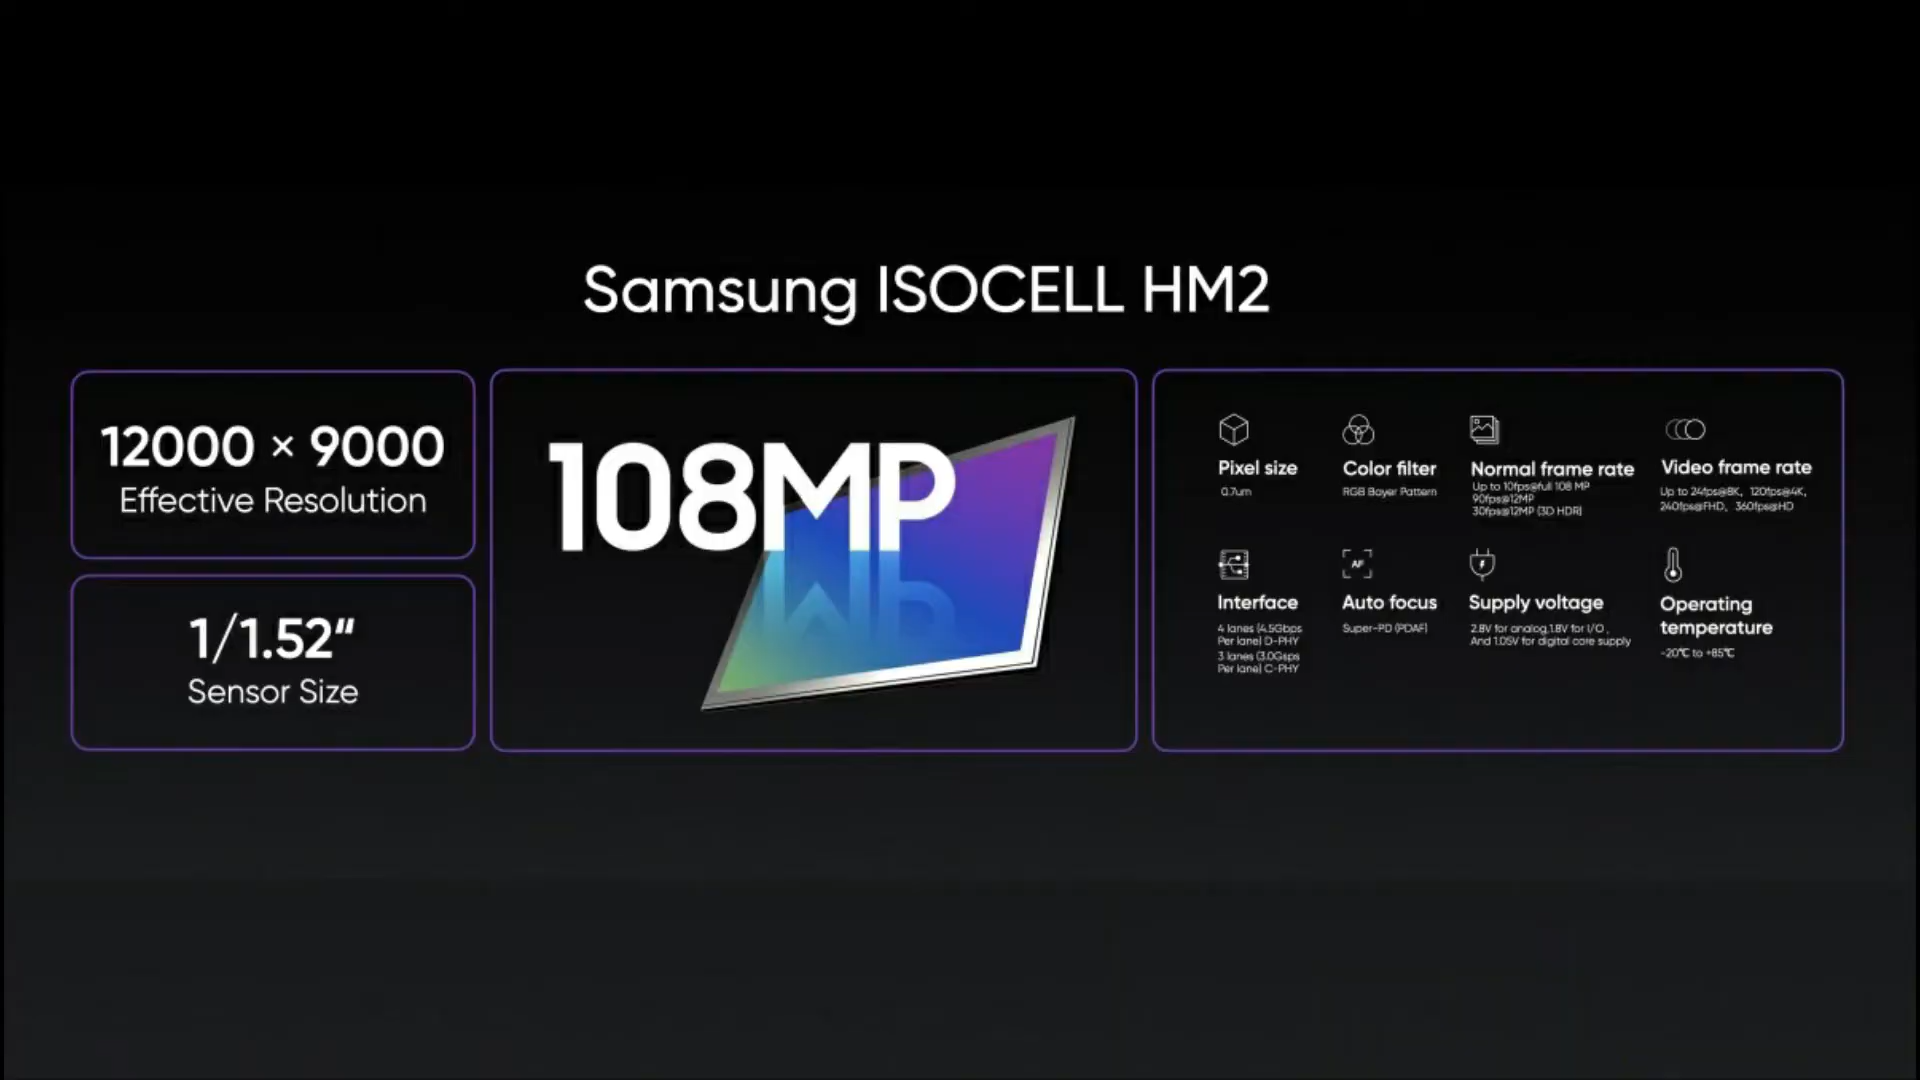 Samsung ISOCELL HM2
12000 × 9000
Effective Resolution
1/1.52"
Sensor Size
108MP
Pixel size
0.7um
Color filter
RGB Bayer Pattern
Normal frame rate
Up to 10fps@full 108 MP
90fps@12MP
30fps@12MP (3D HDR)
Video frame rate
Up to 24fps@8K, 120fps@4K,
240fps@FHD, 360fps@HD
Interface
4 lanes (4.5Gbps
Per lane) D-PHY
3 lanes (3.0Gsps
Per lane) C-PHY
AF
Auto focus
Super-PD (PDAF)
Supply voltage
2.8V for analog,1.8V for I/O ,
And 1.05V for digital core supply
Operating
temperature
-20℃ to +85℃